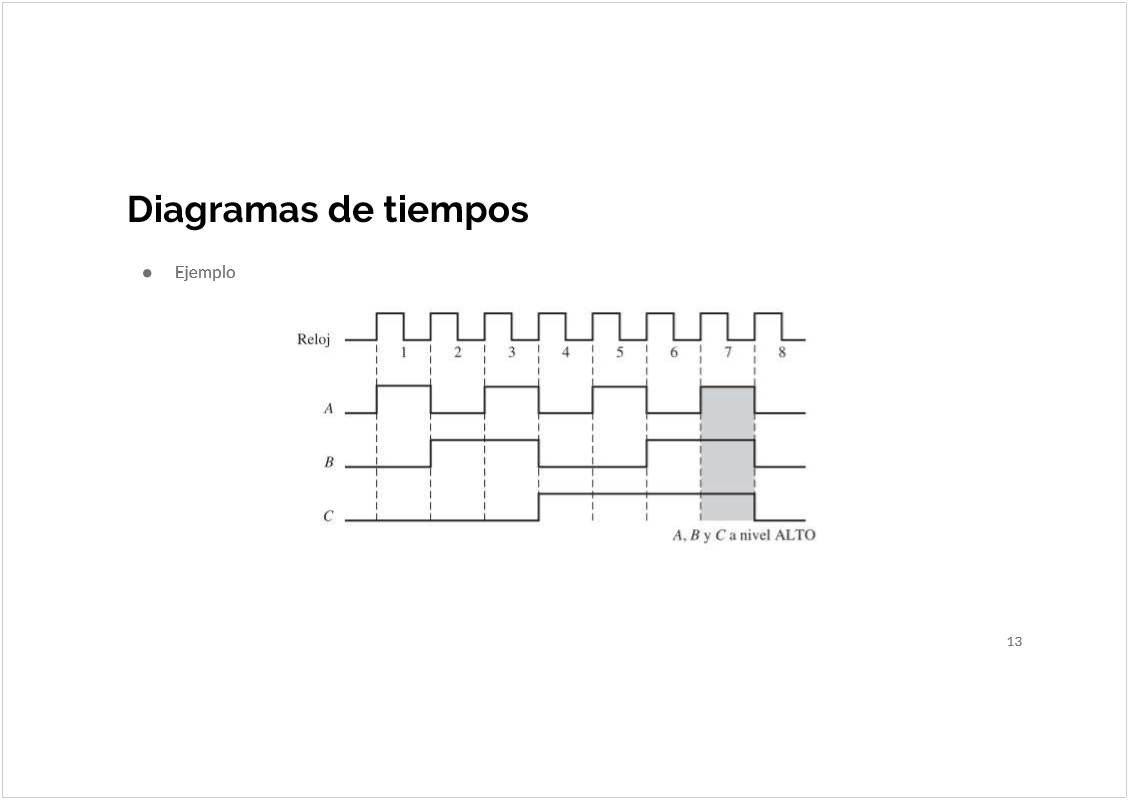 Diagramas de tiempos
● Ejemplo
Reloj
1 2 3 4 5 6 7 8
A
B
C
A, B y C a nivel ALTO
13